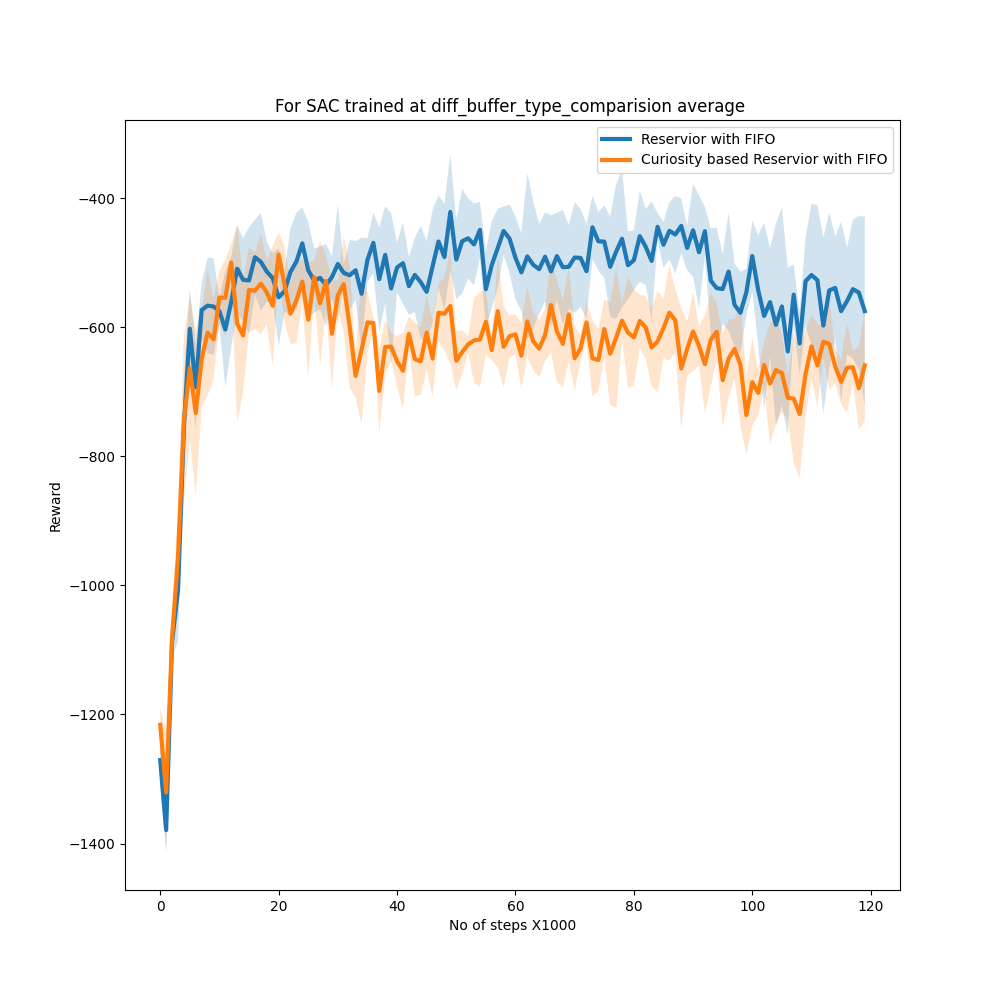 For SAC trained at diff_buffer_type_comparision average
Reservior with FIFO
Curiosity based Reservior with FIFO
−400
−600
−800
−1000
−1200
−1400
Reward
0 20 40 60 80 100 120
No of steps X1000